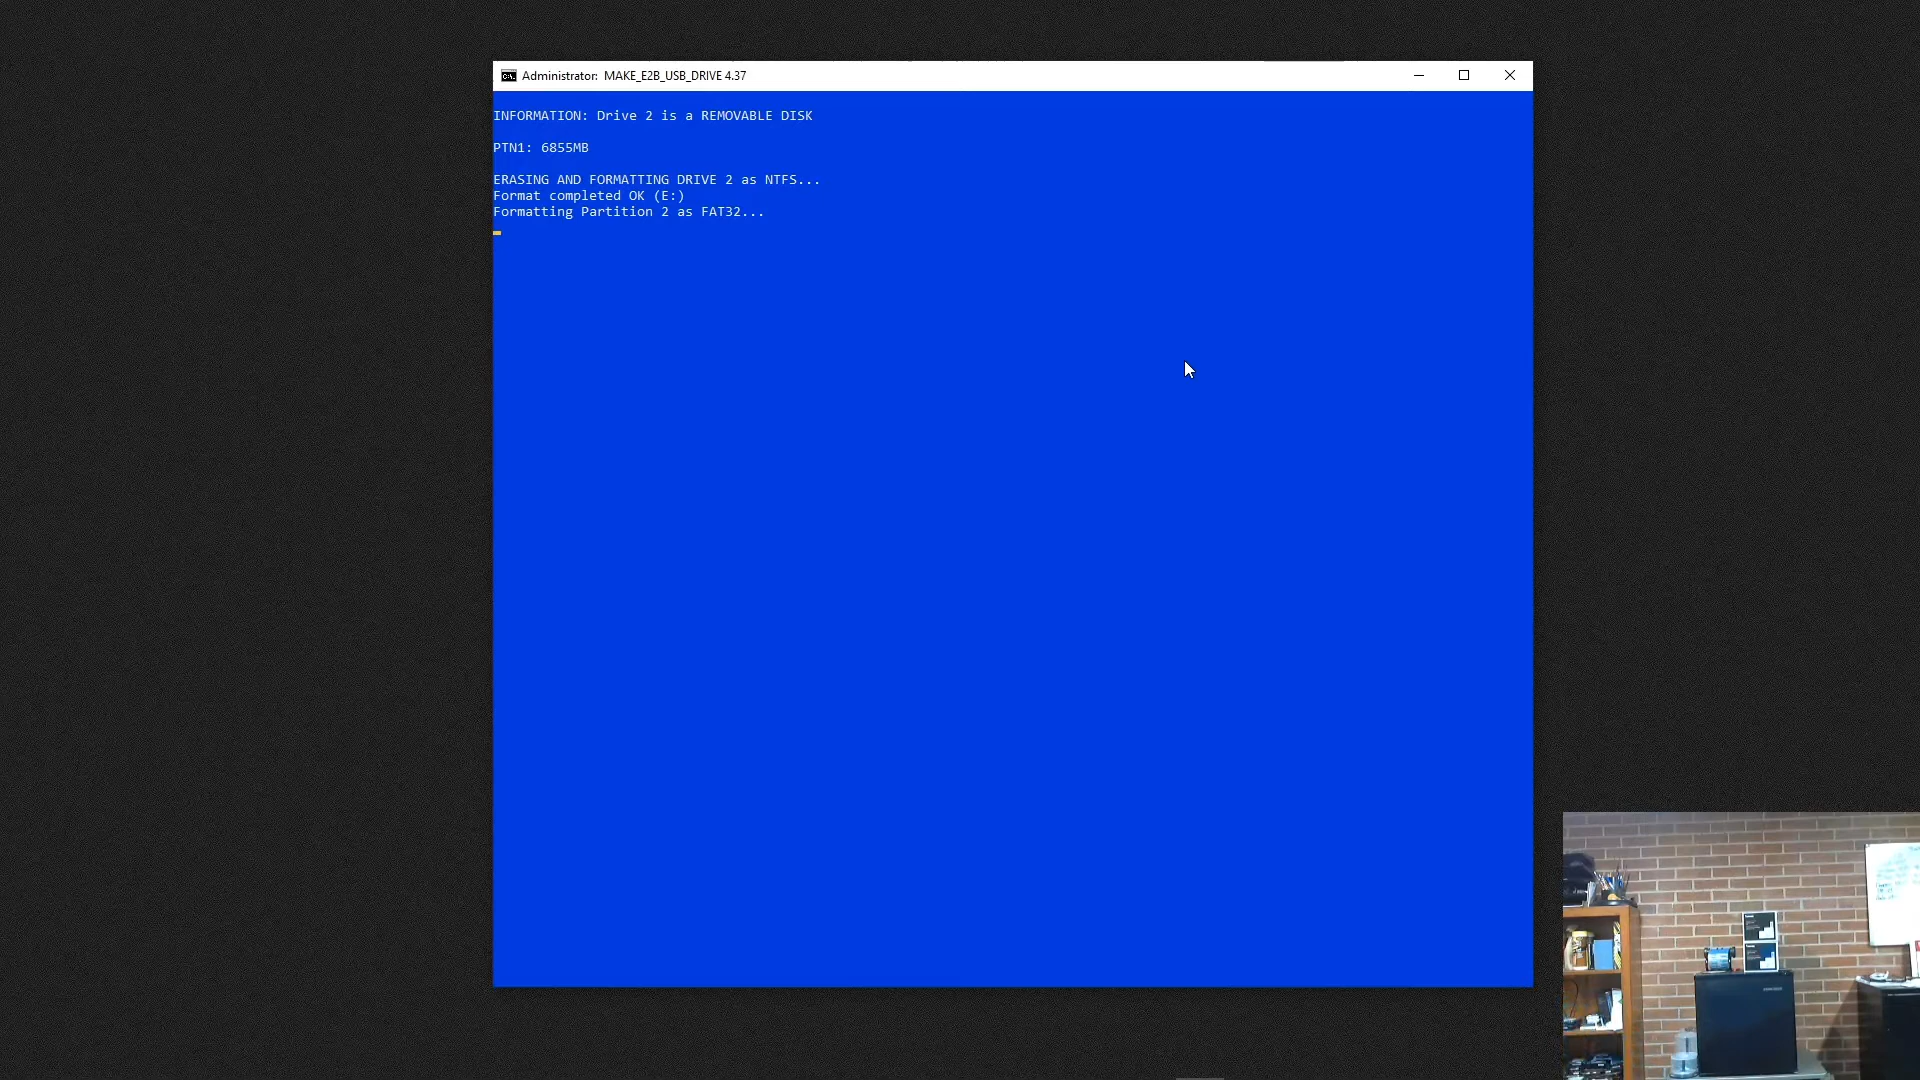 Administrator:  MAKE_E2B_USB_DRIVE 4.37
INFORMATION: Drive 2 is a REMOVABLE DISK
PTN1: 6855MB
ERASING AND FORMATTING DRIVE 2 as NTFS...
Format completed OK (E:)
Formatting Partition 2 as FAT32...